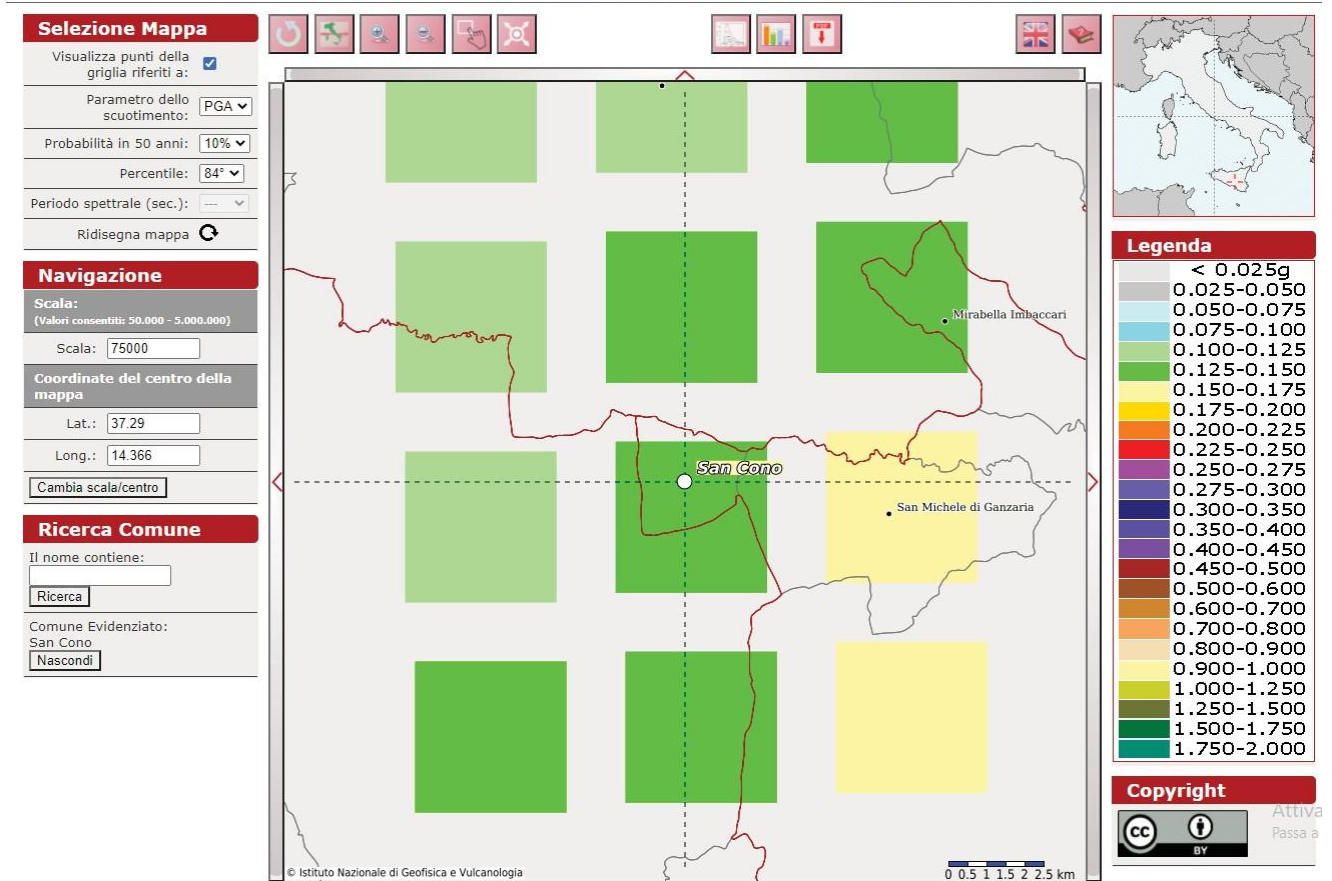 Selezione Mappa
Visualizza punti della
griglia riferiti a:
Parametro dello
scuotimento:
PGA
Probabilità in 50 anni:
10%
Percentile:
84°
Periodo spettrale (sec.):
---
Ridisegna mappa
Navigazione
Scala:
(Valori consentiti: 50.000 - 5.000.000)
Scala:
75000
Coordinate del centro della
mappa
Lat.:
37.29
Long.:
14.366
Cambia scala/centro
Ricerca Comune
Il nome contiene:
Ricerca
Comune Evidenziato:
San Cono
Nascondi
PDF
Mirabella Imbaccari
San Cono
San Michele di Ganzaria
© Istituto Nazionale di Geofisica e Vulcanologia
0 0.5 1 1.5 2 2.5 km
Legenda
< 0.025g
0.025-0.050
0.050-0.075
0.075-0.100
0.100-0.125
0.125-0.150
0.150-0.175
0.175-0.200
0.200-0.225
0.225-0.250
0.250-0.275
0.275-0.300
0.300-0.350
0.350-0.400
0.400-0.450
0.450-0.500
0.500-0.600
0.600-0.700
0.700-0.800
0.800-0.900
0.900-1.000
1.000-1.250
1.250-1.500
1.500-1.750
1.750-2.000
Copyright
cc
BY
Attiva
Passa a